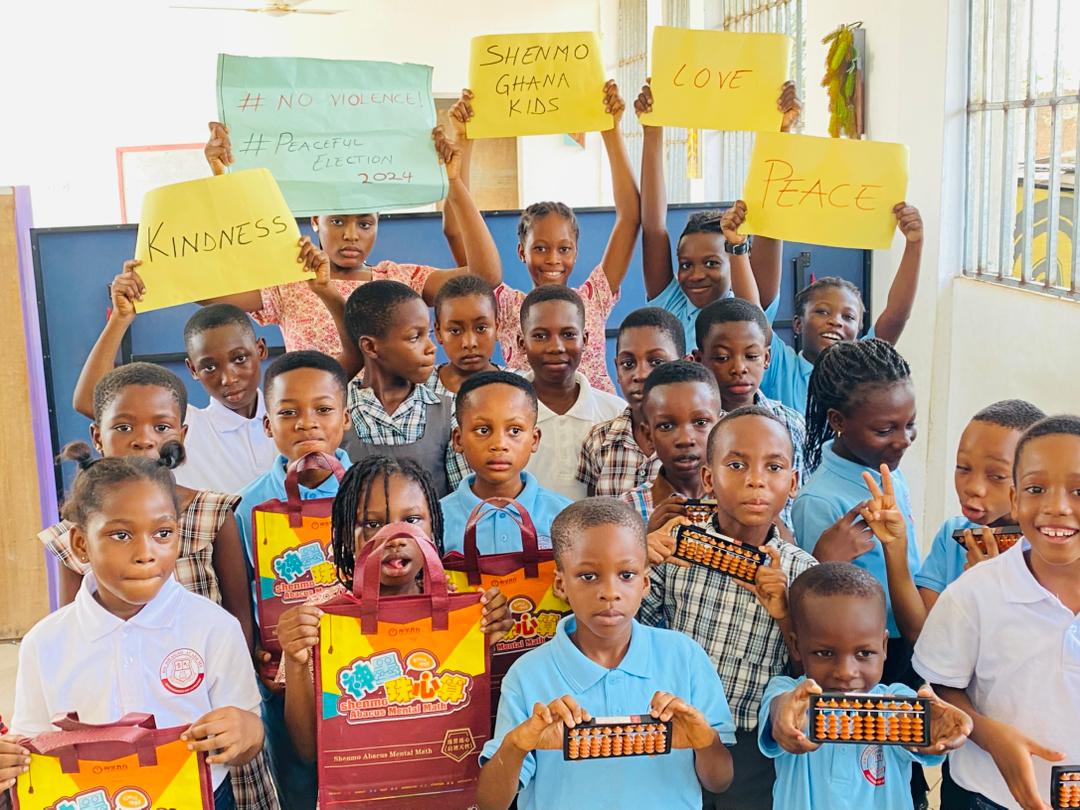 # NO VIOLENCE!
# PEACEFUL
ELECTION
2024
SHENMO
GHANA
KIDS
LOVE
PEACE
KINDNESS
神墨
珠心算
shenmo
Abacus Mental Math
Shenmo Abacus Mental Math
神墨
珠心算
shenmo
Abacus Mental Math